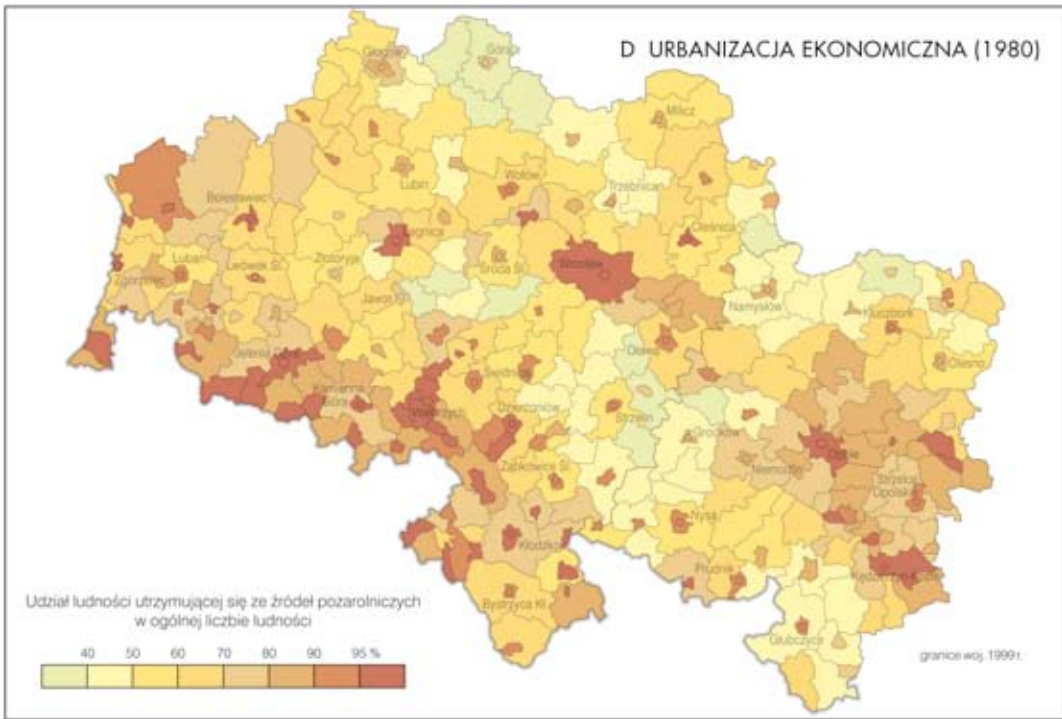 D URBANIZACJA EKONOMICZNA (1980)
Głogów
Góra
Milicz
Lubin
Wołów
Trzebnica
Bolesławiec
Legnica
Oleśnica
Lubań
Lwówek Śl.
Złotoryja
Środa Śl.
Wrocław
Zgorzelec
Jawor
Namysłów
Kluczbork
Jelenia Góra
Oława
Olesno
Kamienna
Góra
Świdnica
Wałbrzych
Dzierżoniów
Strzelin
Grodków
Opole
Niemodlin
Ząbkowice Śl.
Strzelce
Opolskie
Nysa
Kłodzko
Prudnik
Kędzierzyn-Koźle
Bystrzyca Kł.
Głubczyce
Udział ludności utrzymującej się ze źródeł pozarolniczych
w ogólnej liczbie ludności
40 50 60 70 80 90 95 %
granice woj. 1999 r.